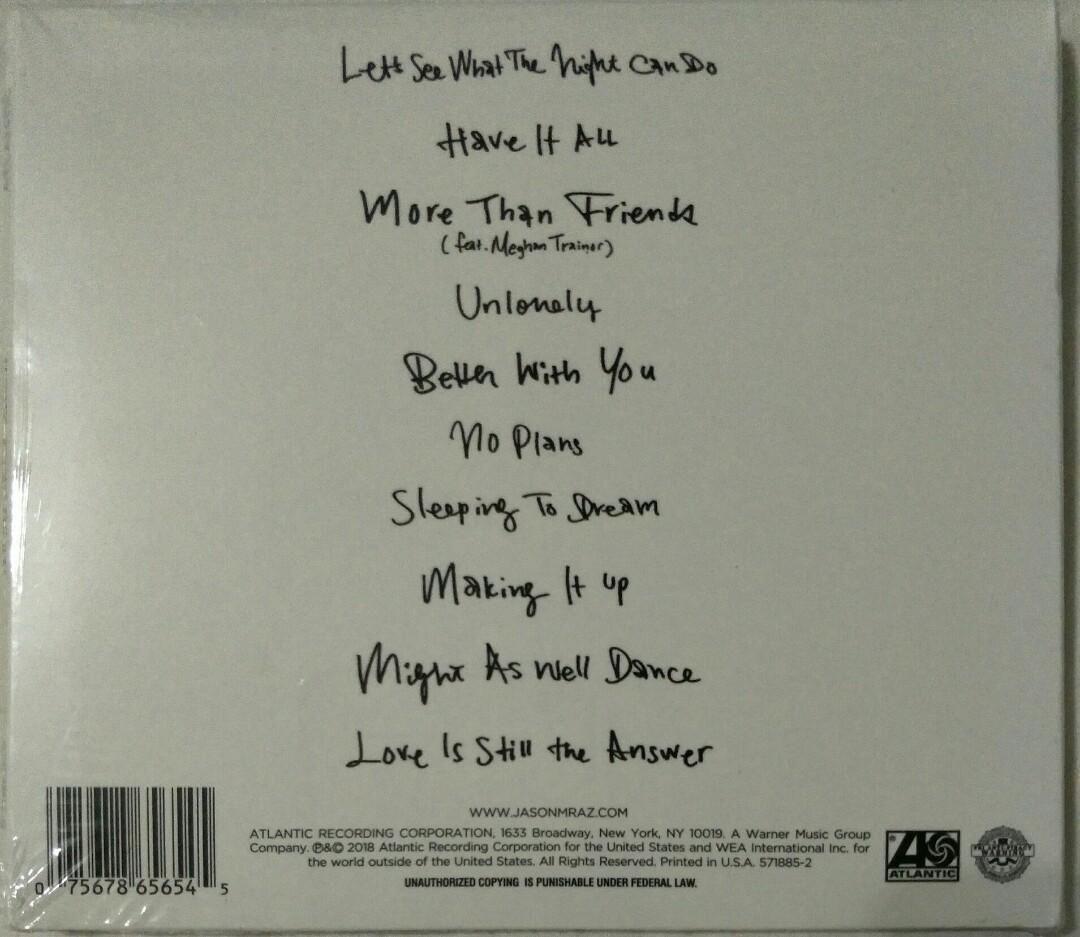 Let's See What The Night Can Do
Have It All
More Than Friends
(feat. Meghan Trainor)
Unlonely
Better With You
No Plans
Sleeping To Dream
Making It Up
Might As Well Dance
Love Is Still the Answer
WWW.JASONMRAZ.COM
ATLANTIC RECORDING CORPORATION, 1633 Broadway, New York, NY 10019. A Warner Music Group
Company. ℗&© 2018 Atlantic Recording Corporation for the United States and WEA International Inc. for
the world outside of the United States. All Rights Reserved. Printed in U.S.A. 571885-2
UNAUTHORIZED COPYING IS PUNISHABLE UNDER FEDERAL LAW.
0 75678 65654 5
ATLANTIC